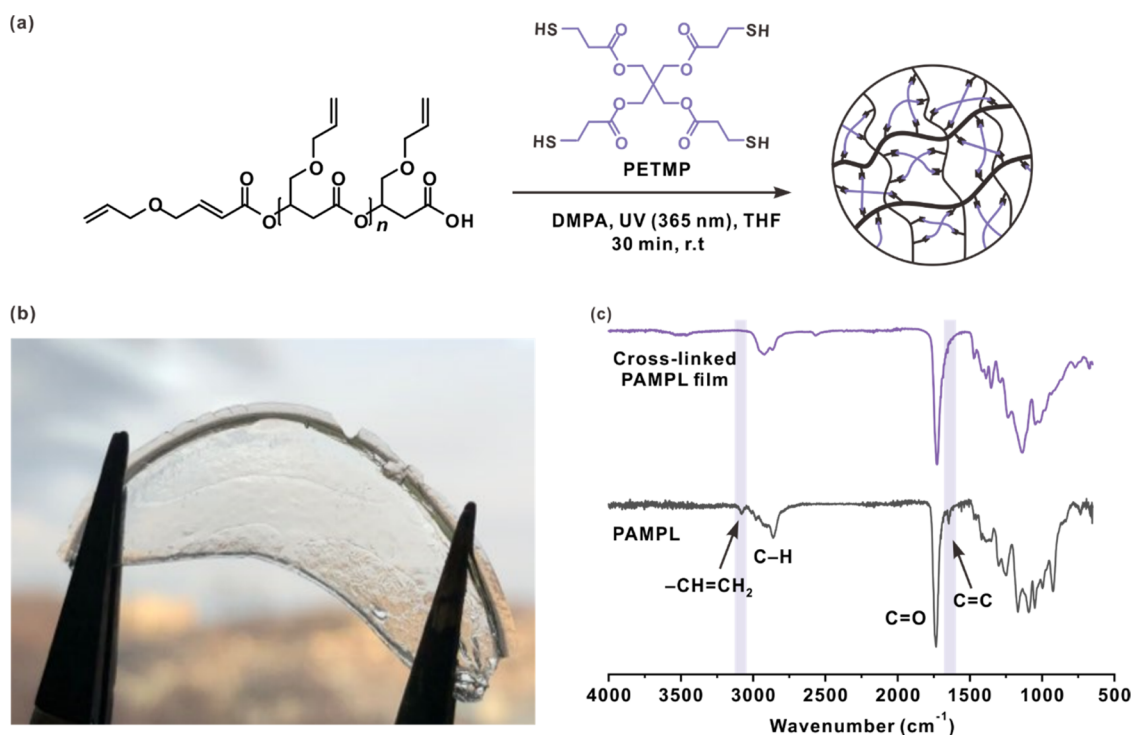 (a)
HS
O
O
SH
O
O
O
O
HS
O
O
SH
PETMP
O
O
O
O
O
O
O
n
O
OH
DMPA, UV (365 nm), THF
30 min, r.t
(b)
(c)
Cross-linked
PAMPL film
PAMPL
–CH=CH₂
C–H
C=O
C=C
4000 3500 3000 2500 2000 1500 1000 500
Wavenumber (cm⁻¹)